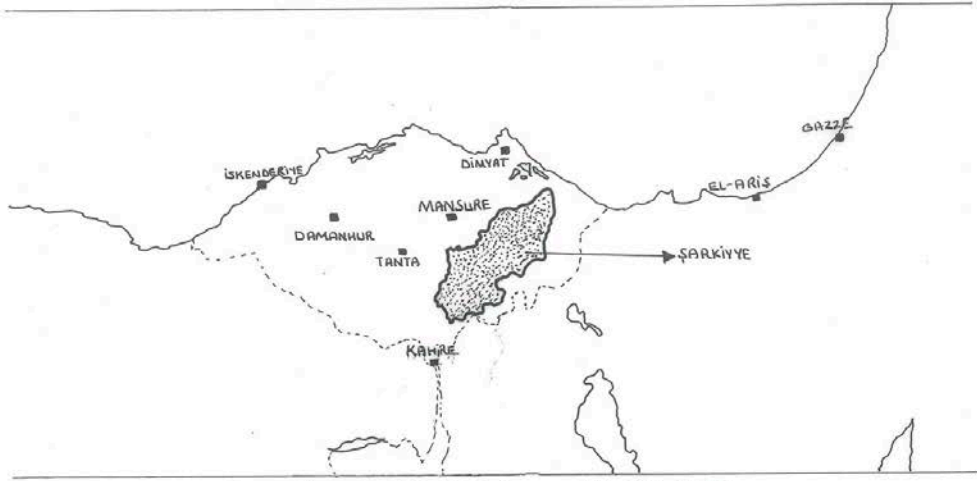 GAZZE
DİMYAT
İSKENDERİYE
EL-ARİŞ
MANSURE
DAMANHUR
TANTA
ŞARKİYYE
KAHİRE